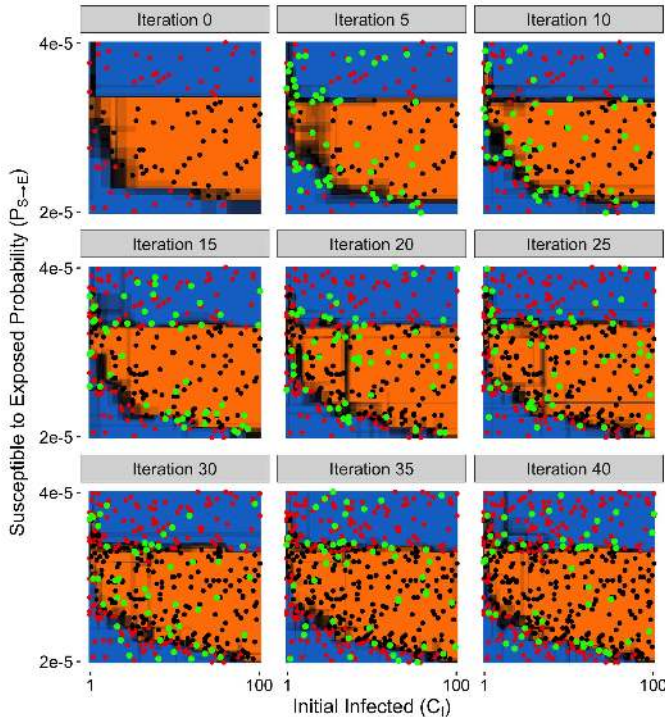 Iteration 0
Iteration 5
Iteration 10
4e-5
2e-5
Iteration 15
Iteration 20
Iteration 25
4e-5
2e-5
Iteration 30
Iteration 35
Iteration 40
4e-5
2e-5
1
100
1
100
1
100
Susceptible to Exposed Probability (P_S→E)
Initial Infected (C_I)